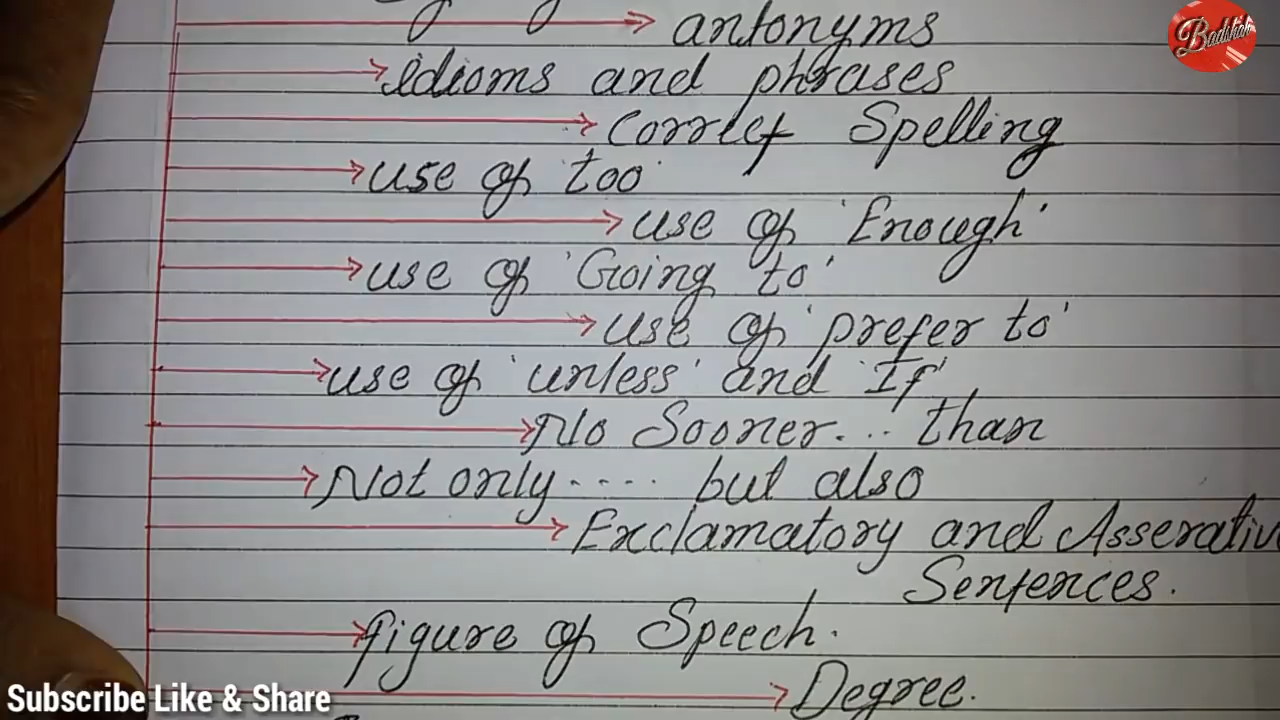 antonyms
Badshah
Idioms and phrases
Correct Spelling
use of 'too'
use of 'Enough'
use of 'Going to'
use of 'prefer to'
use of 'unless' and 'If'
No Sooner... than
Not only .... but also
Exclamatory and Asserative
Sentences.
figure of Speech.
Degree.
Subscribe Like & Share